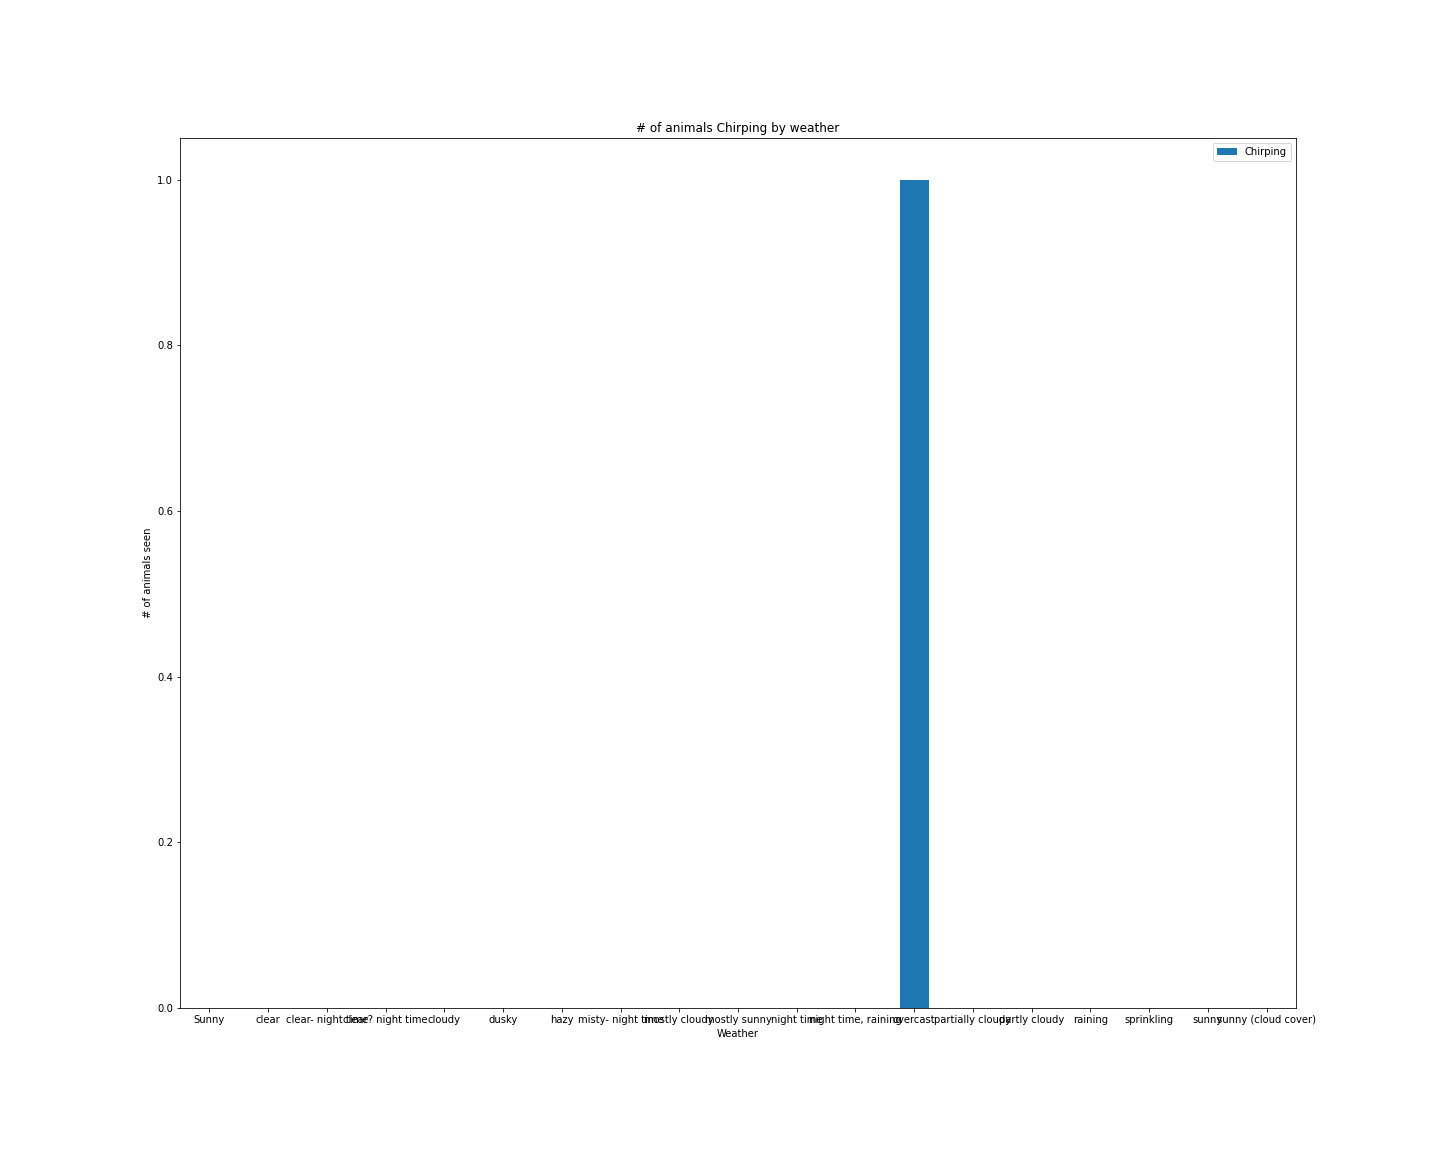 # of animals Chirping by weather
Chirping
1.0
0.8
0.6
0.4
0.2
0.0
# of animals seen
Sunny clear clear- night time clear? night time cloudy dusky hazy misty- night time mostly cloudy mostly sunny night time night time, raining overcast partially cloudy partly cloudy raining sprinkling sunny sunny (cloud cover)
Weather